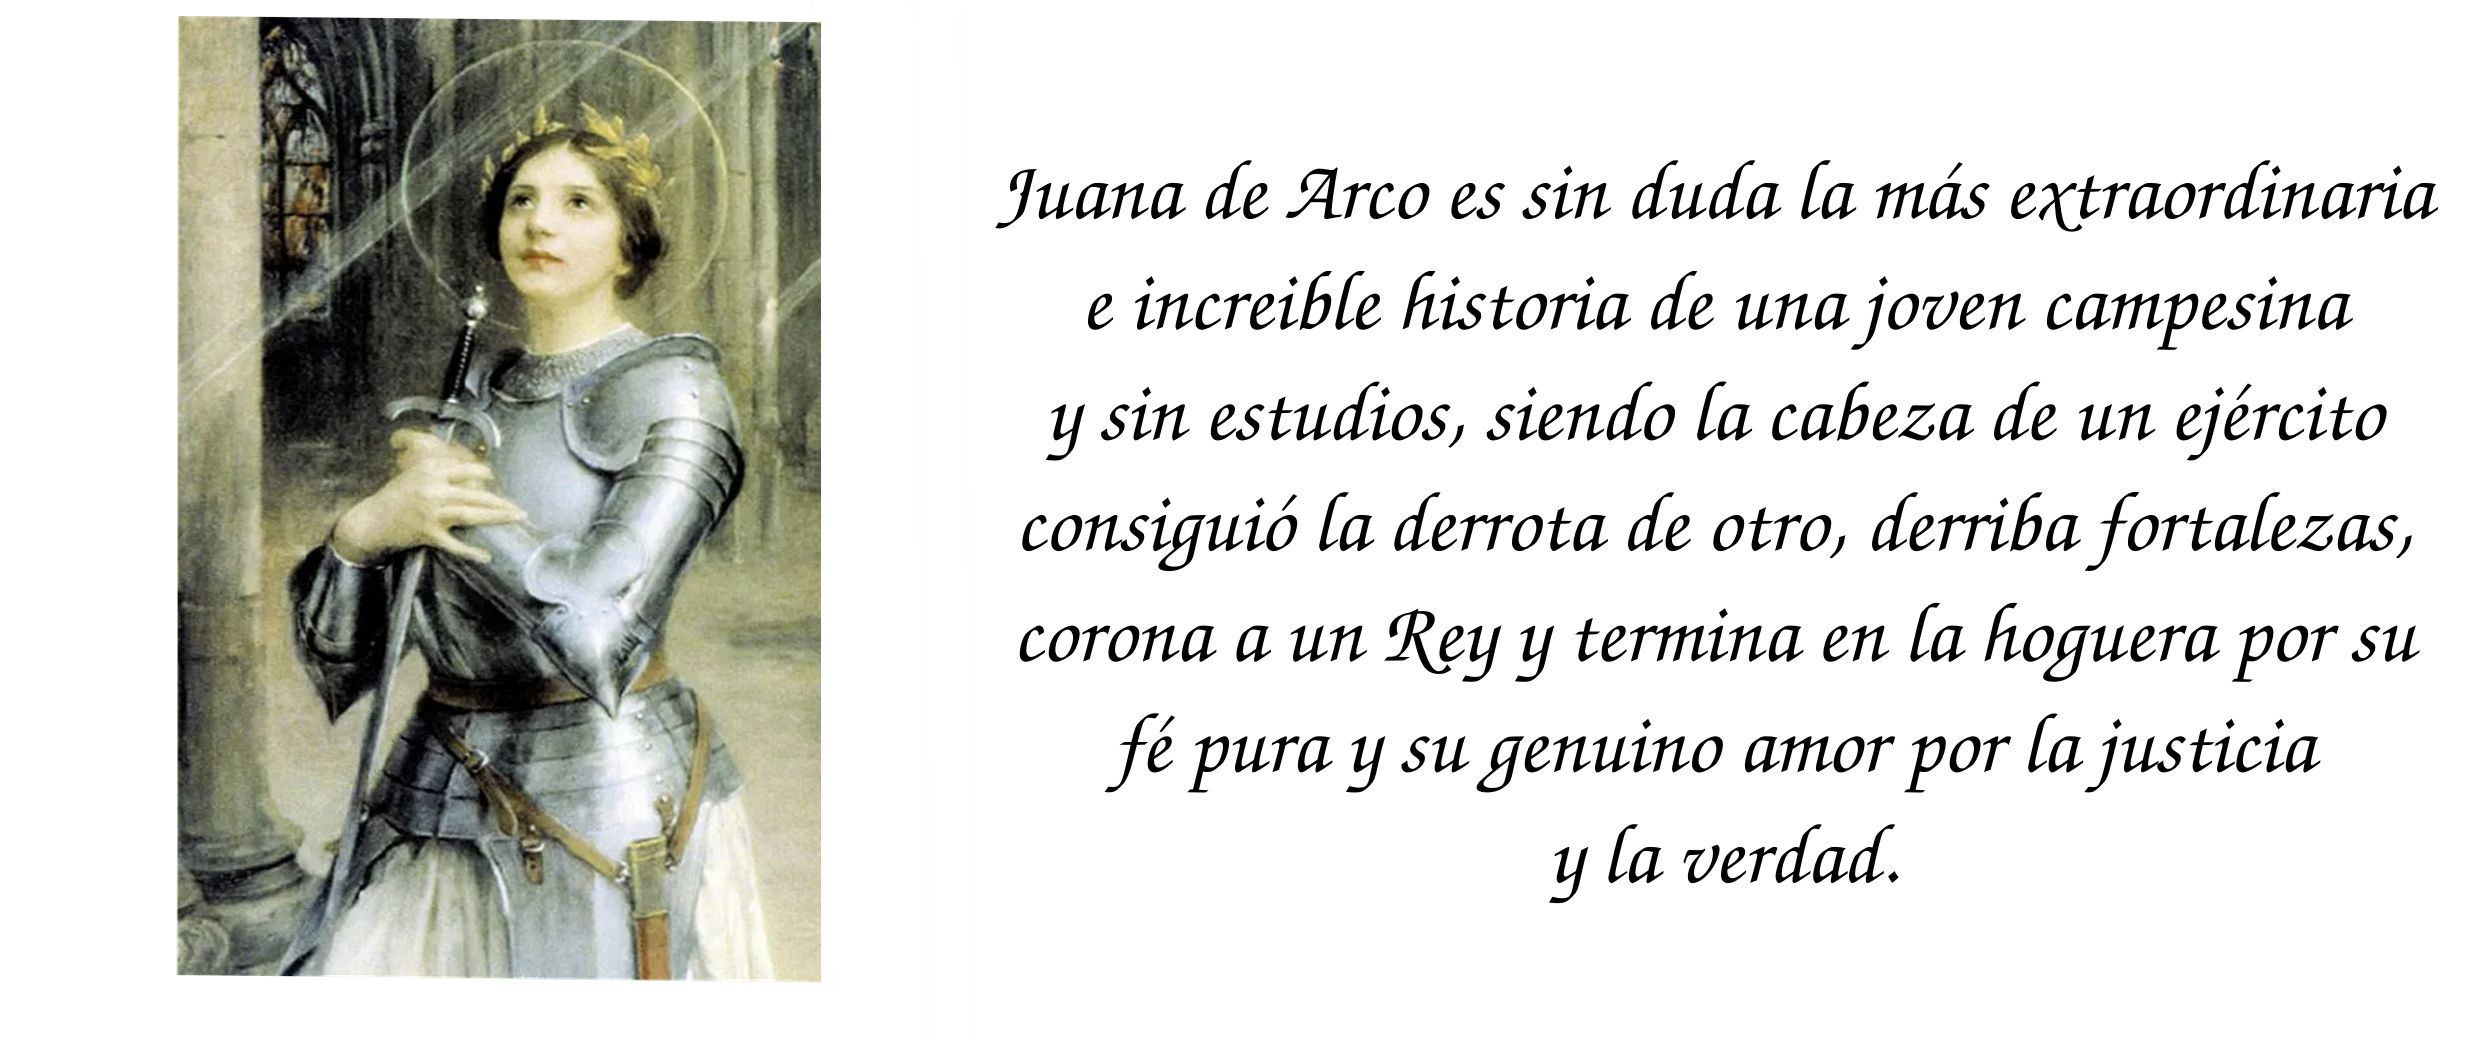 Juana de Arco es sin duda la más extraordinaria
e increible historia de una joven campesina
y sin estudios, siendo la cabeza de un ejército
consiguió la derrota de otro, derriba fortalezas,
corona a un Rey y termina en la hoguera por su
fé pura y su genuino amor por la justicia
y la verdad.